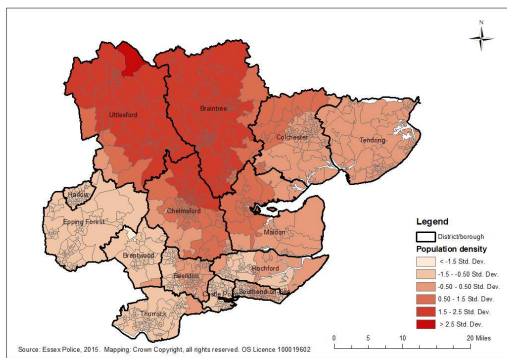 N
Uttlesford
Braintree
Colchester
Tendring
Harlow
Epping Forest
Chelmsford
Maldon
Brentwood
Basildon
Rochford
Castle Point
Southend-on-Sea
Thurrock
Legend
District/borough
Population density
< -1.5 Std. Dev.
-1.5 - -0.50 Std. Dev.
-0.50 - 0.50 Std. Dev.
0.50 - 1.5 Std. Dev.
1.5 - 2.5 Std. Dev.
> 2.5 Std. Dev.
0 5 10 20 Miles
Source: Essex Police, 2015. Mapping: Crown Copyright, all rights reserved. OS Licence 100019602